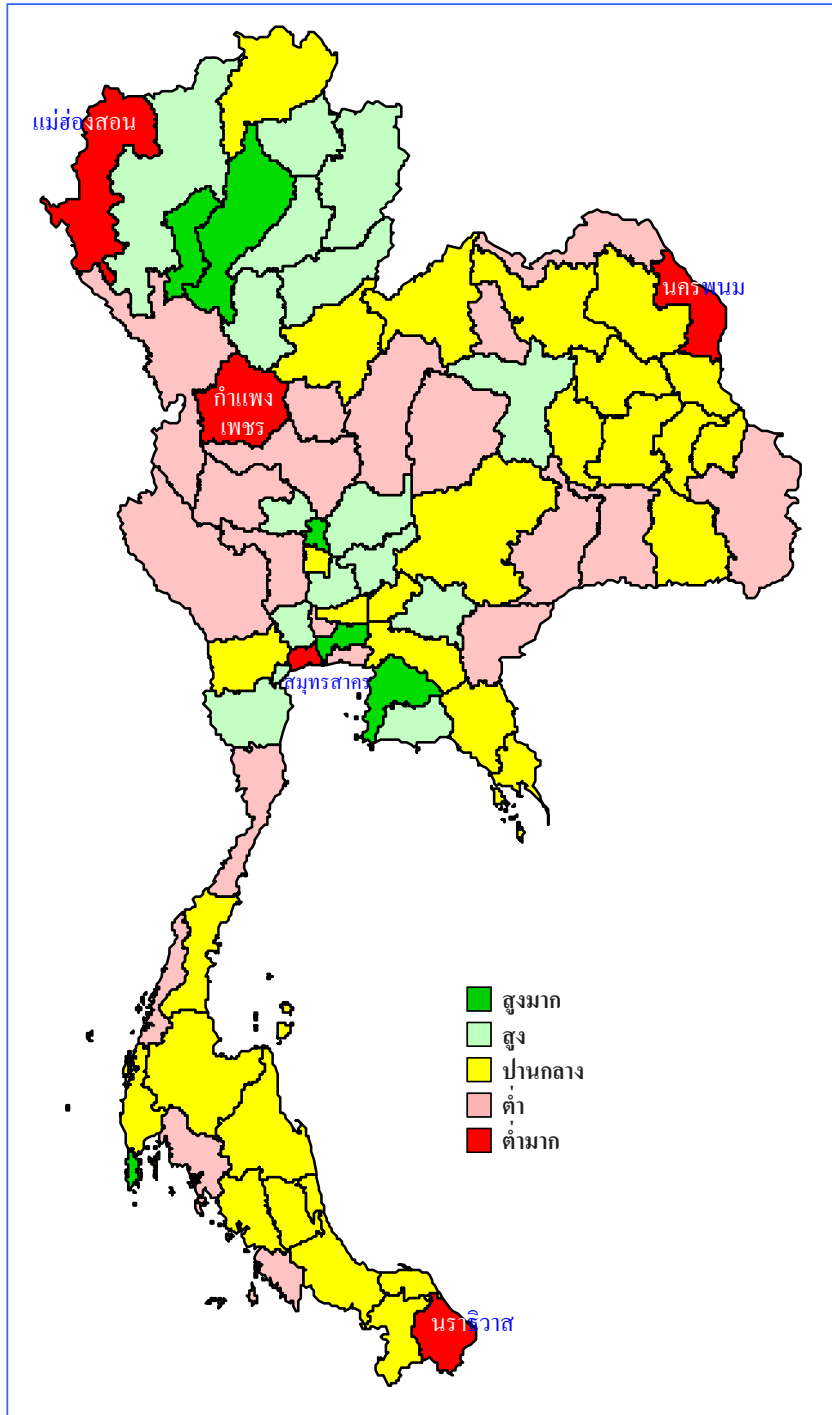 แม่ฮ่องสอน
นครพนม
กำแพง
เพชร
สมุทรสาคร
สูงมาก
สูง
ปานกลาง
ต่ำ
ต่ำมาก
นราธิวาส